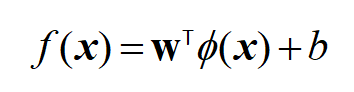 f(x) = wᵀϕ(x) + b